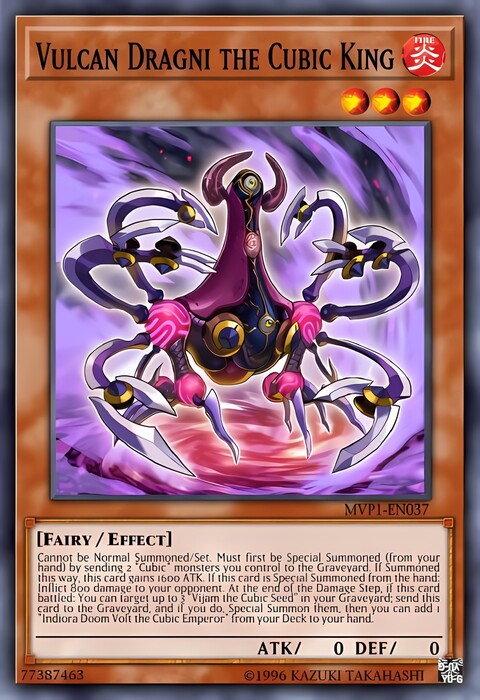 VULCAN DRAGNI THE CUBIC KING
FIRE
炎
MVP1-EN037
[FAIRY / EFFECT]
Cannot be Normal Summoned/Set. Must first be Special Summoned (from your
hand) by sending 2 "Cubic" monsters you control to the Graveyard. If Summoned
this way, this card gains 1600 ATK. If this card is Special Summoned from the hand:
Inflict 800 damage to your opponent. At the end of the Damage Step, if this card
battled: You can target up to 3 "Vijam the Cubic Seed" in your Graveyard; send this
card to the Graveyard, and if you do, Special Summon them, then you can add 1
"Indiora Doom Volt the Cubic Emperor" from your Deck to your hand.
ATK/ 0 DEF/ 0
77387463
©1996 KAZUKI TAKAHASHI